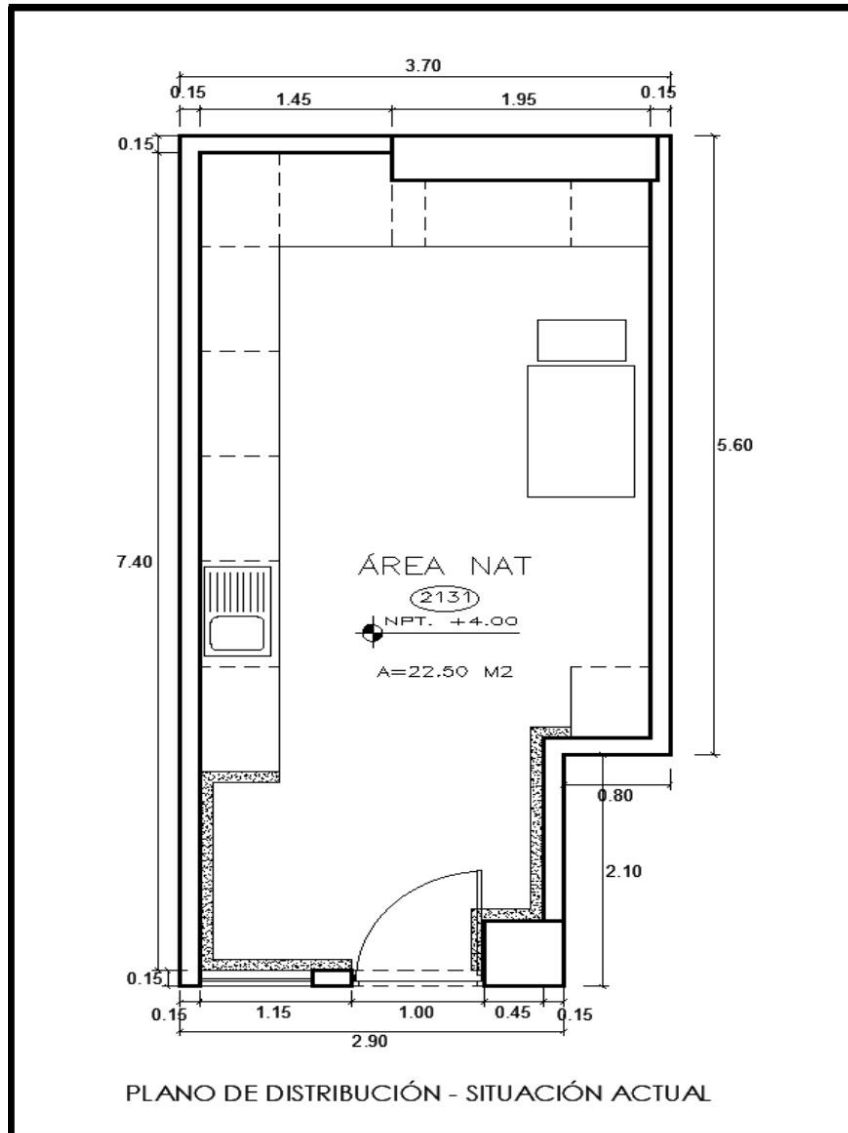 3.70
0.15 1.45 1.95 0.15
0.15
5.60
7.40
ÁREA NAT
2131
NPT. +4.00
A=22.50 M2
0.80
2.10
0.15
0.15 1.15 1.00 0.45 0.15
2.90
PLANO DE DISTRIBUCIÓN - SITUACIÓN ACTUAL